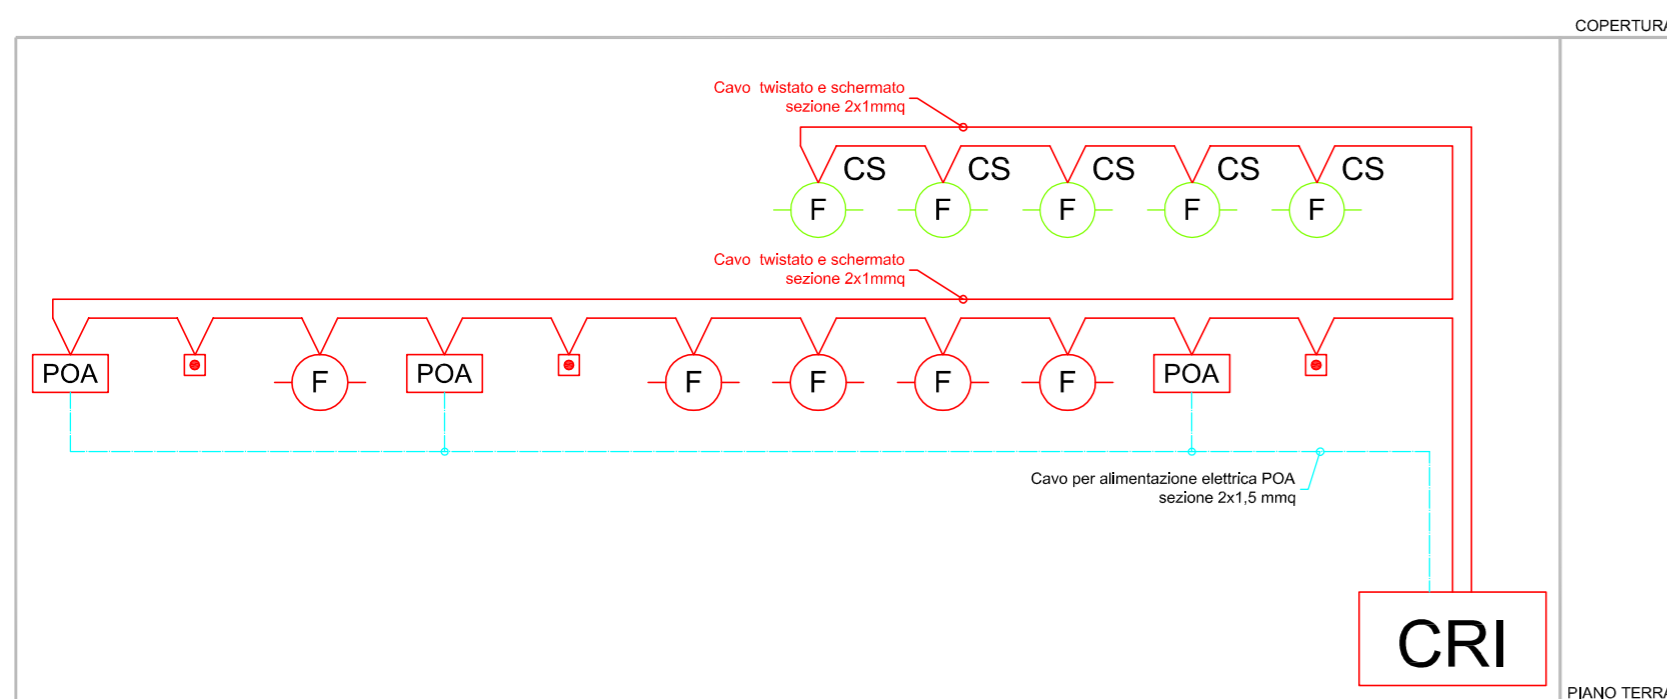 COPERTURA
Cavo twistato e schermato
sezione 2x1mmq
CS CS CS CS CS
F F F F F
Cavo twistato e schermato
sezione 2x1mmq
POA F POA F F F F POA
Cavo per alimentazione elettrica POA
sezione 2x1,5 mmq
CRI
PIANO TERRA